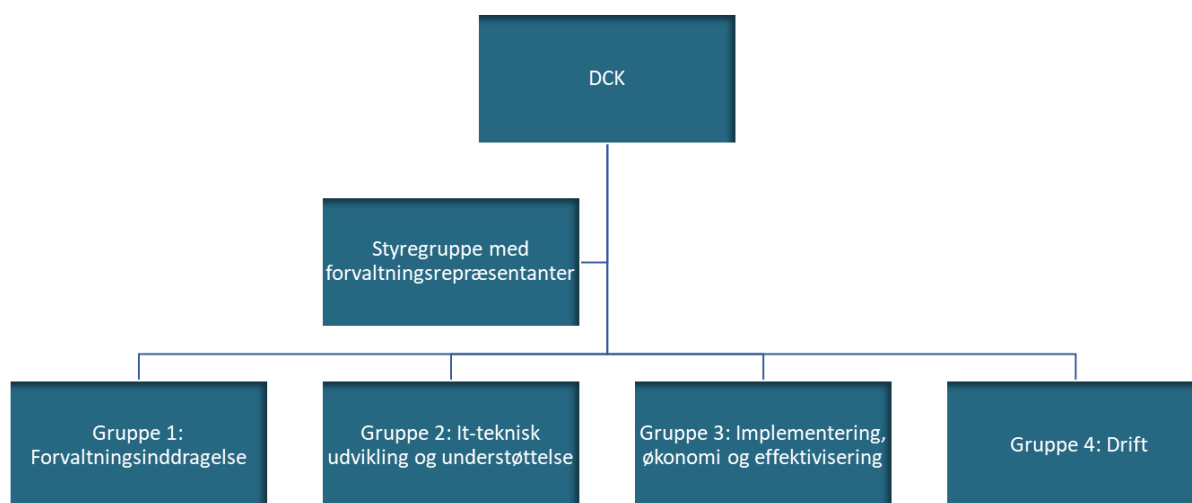 DCK
Styregruppe med
forvaltningsrepræsentanter
Gruppe 1:
Forvaltningsinddragelse
Gruppe 2: It-teknisk
udvikling og understøttelse
Gruppe 3: Implementering,
økonomi og effektivisering
Gruppe 4: Drift